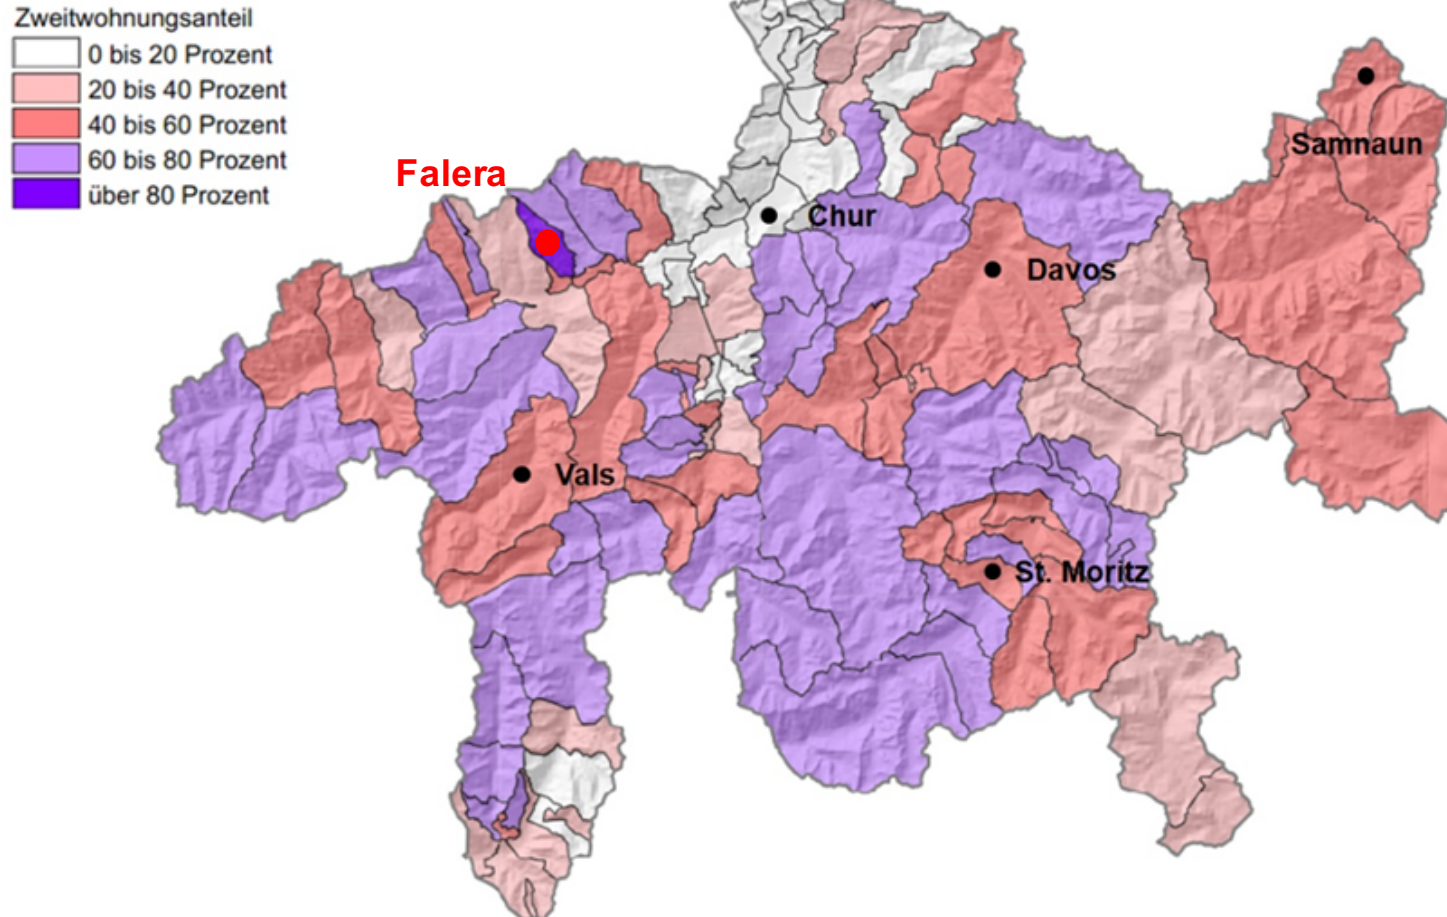 Zweitwohnungsanteil
0 bis 20 Prozent
20 bis 40 Prozent
40 bis 60 Prozent
60 bis 80 Prozent
über 80 Prozent
Samnaun
Falera
Chur
Davos
Vals
St. Moritz